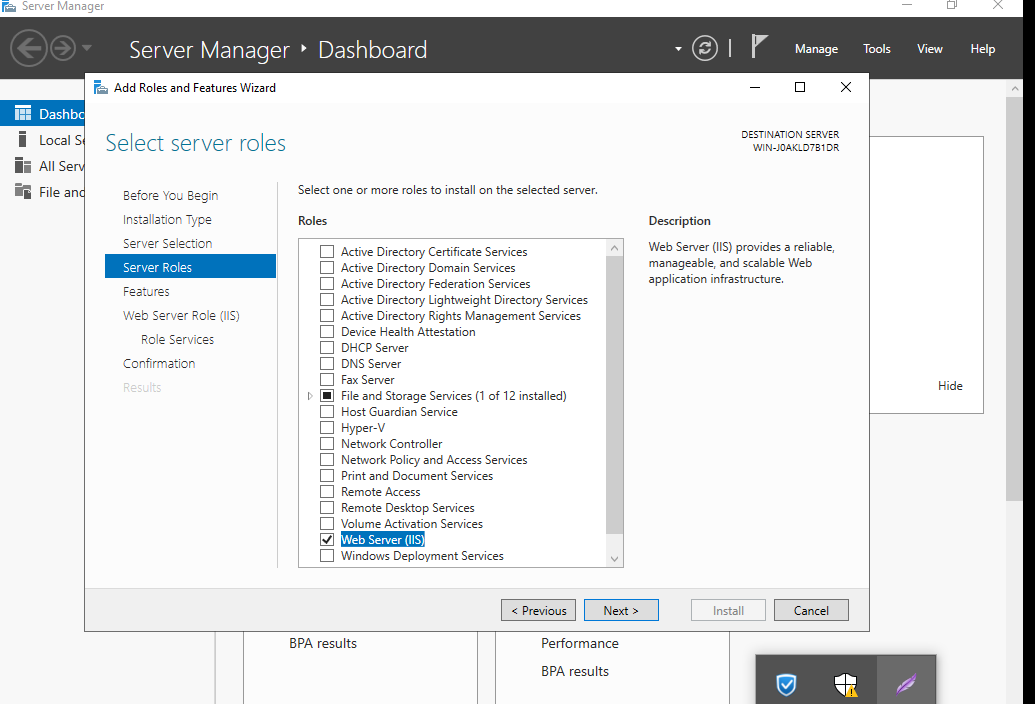 Server Manager
Server Manager ‣ Dashboard
Manage Tools View Help
Add Roles and Features Wizard
Dashbo
Local Se
All Serv
File and
Select server roles
DESTINATION SERVER
WIN-J0AKLD7B1DR
Before You Begin
Installation Type
Server Selection
Server Roles
Features
Web Server Role (IIS)
Role Services
Confirmation
Results
Select one or more roles to install on the selected server.
Roles
Active Directory Certificate Services
Active Directory Domain Services
Active Directory Federation Services
Active Directory Lightweight Directory Services
Active Directory Rights Management Services
Device Health Attestation
DHCP Server
DNS Server
Fax Server
File and Storage Services (1 of 12 installed)
Host Guardian Service
Hyper-V
Network Controller
Network Policy and Access Services
Print and Document Services
Remote Access
Remote Desktop Services
Volume Activation Services
Web Server (IIS)
Windows Deployment Services
Description
Web Server (IIS) provides a reliable,
manageable, and scalable Web
application infrastructure.
Hide
< Previous
Next >
Install
Cancel
BPA results
Performance
BPA results